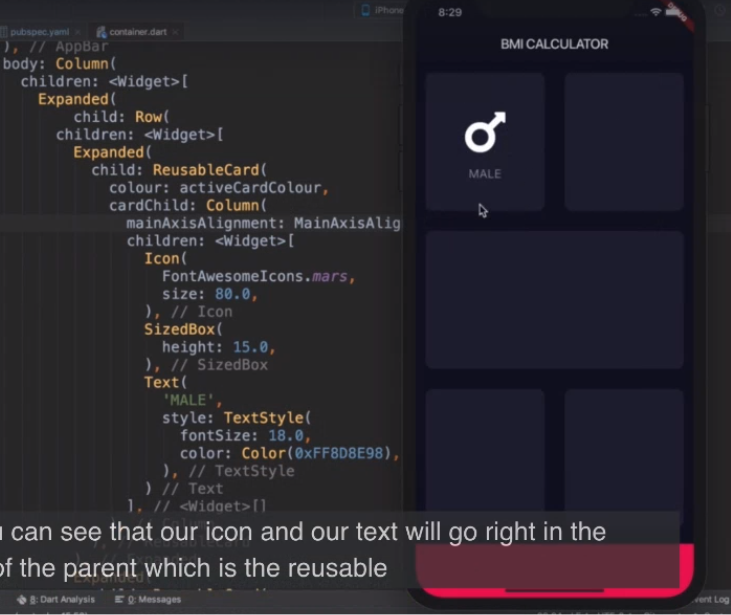 iPhone
8:29
pubspec.yaml
container.dart
), // AppBar
body: Column(
children: <Widget>[
Expanded(
child: Row(
children: <Widget>[
Expanded(
child: ReusableCard(
colour: activeCardColour,
cardChild: Column(
mainAxisAlignment: MainAxisAlig
children: <Widget>[
Icon(
FontAwesomeIcons.mars,
size: 80.0,
), // Icon
SizedBox(
height: 15.0,
), // SizedBox
Text(
'MALE',
style: TextStyle(
fontSize: 18.0,
color: Color(0xFF8D8E98),
), // TextStyle
) // Text
], // <Widget>[]
BMI CALCULATOR
MALE
can see that our icon and our text will go right in the
of the parent which is the reusable
Expanded(
Dart Analysis
0: Messages
vent Log